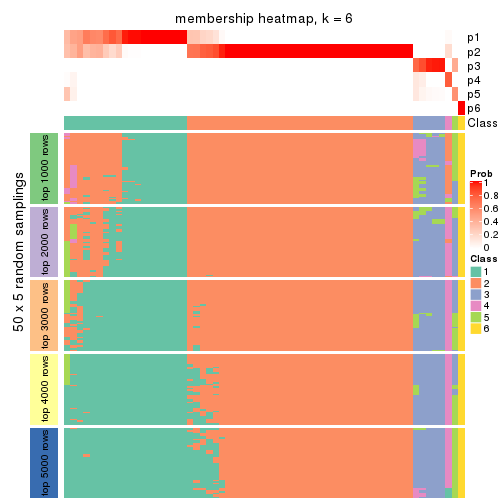 membership heatmap, k = 6
p1
p2
p3
p4
p5
p6
Class
50 x 5 random samplings
top 1000 rows
top 2000 rows
top 3000 rows
top 4000 rows
top 5000 rows
Prob
1
0.8
0.6
0.4
0.2
0
Class
1
2
3
4
5
6